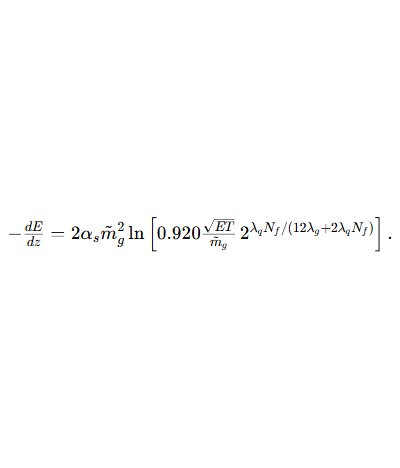 $-\frac{dE}{dz} = 2\alpha_s \tilde{m}_g^2 \ln \left[ 0.920 \frac{\sqrt{ET}}{\tilde{m}_g} \, 2^{\lambda_q N_f/(12\lambda_g+2\lambda_q N_f)} \right].$